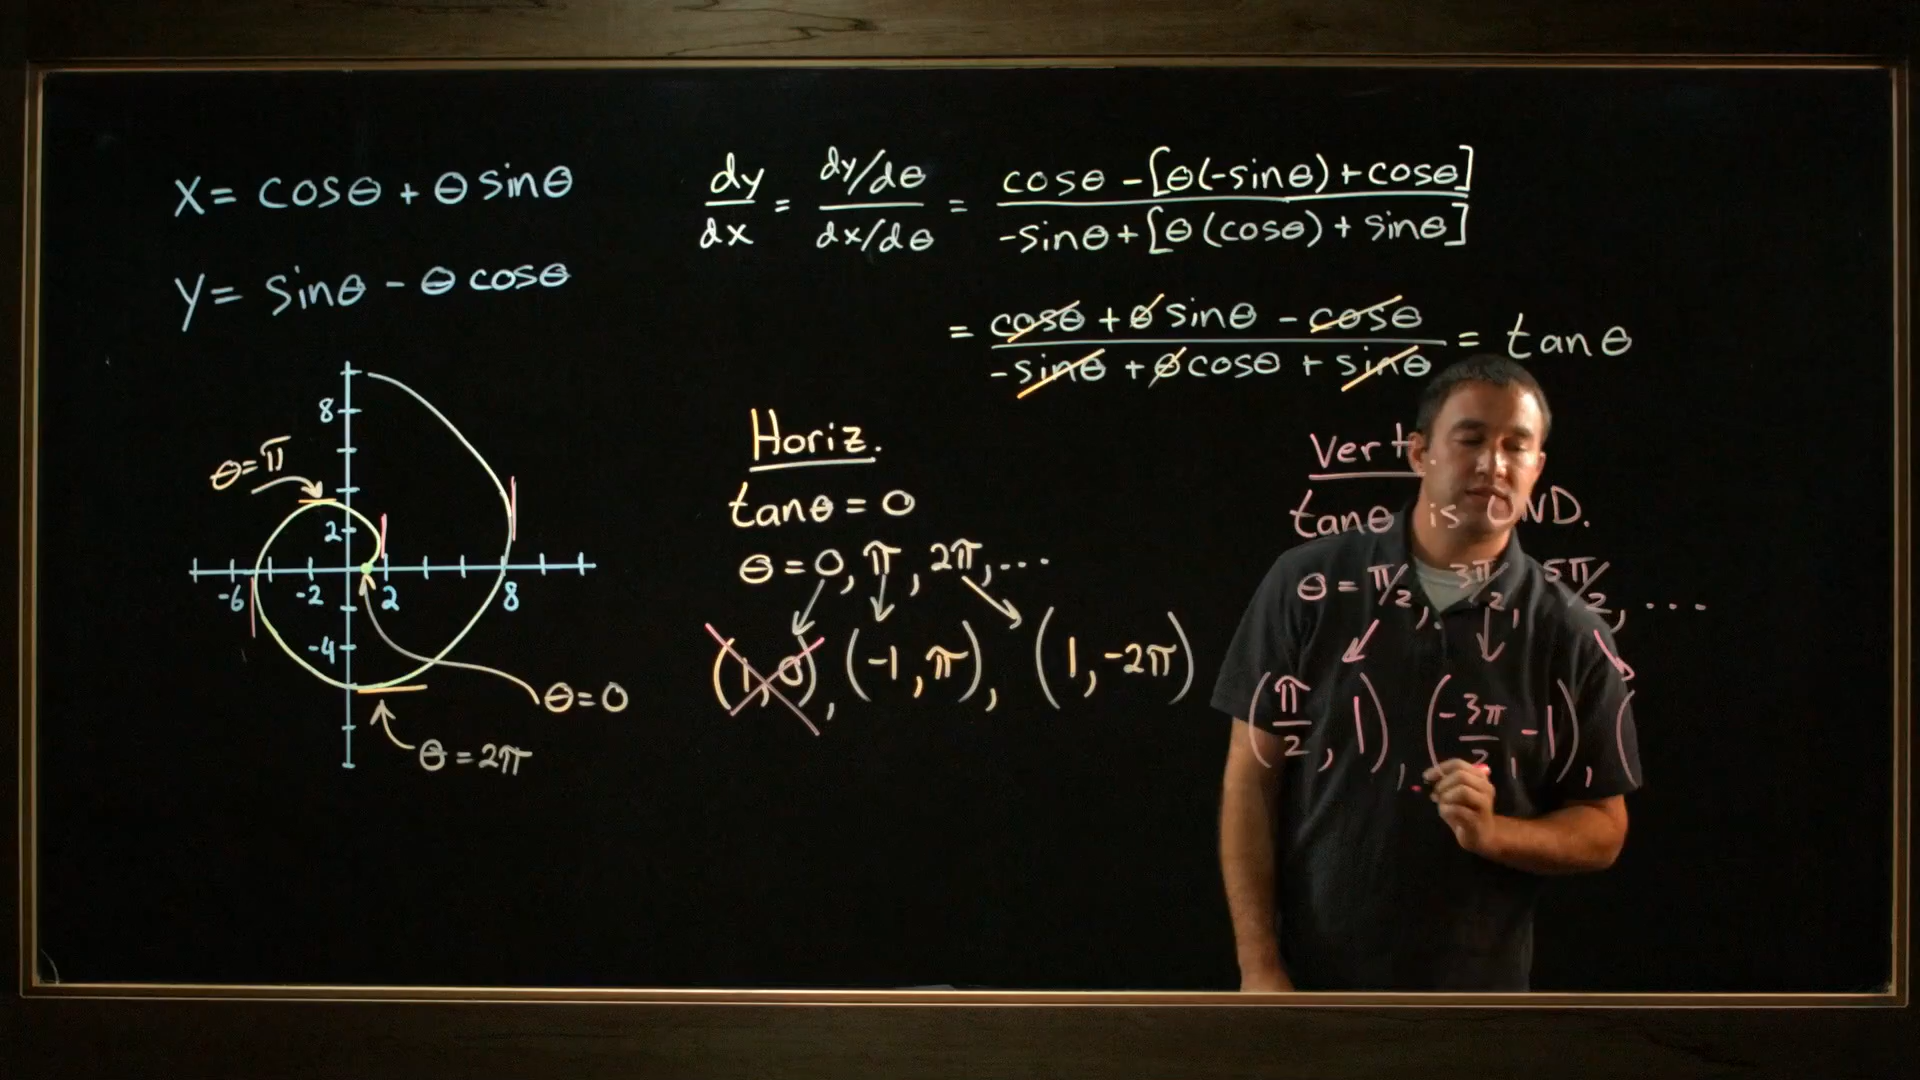 x = cosθ + θ sinθ
y = sinθ - θ cosθ
dy/dx = (dy/dθ)/(dx/dθ) = (cosθ - [θ(-sinθ) + cosθ])/(-sinθ + [θ(cosθ) + sinθ])
= (cosθ + θ sinθ - cosθ)/(-sinθ + θ cosθ + sinθ) = tanθ
8
θ = π
2
-6 -2 2 8
-4
θ = 0
θ = 2π
Horiz.
tanθ = 0
θ = 0, π, 2π, ...
(1, 0), (-1, π), (1, -2π)
Vert.
tanθ is UND.
θ = π/2, 3π/2, 5π/2, ...
(π/2, 1), (-3π/2, -1), (